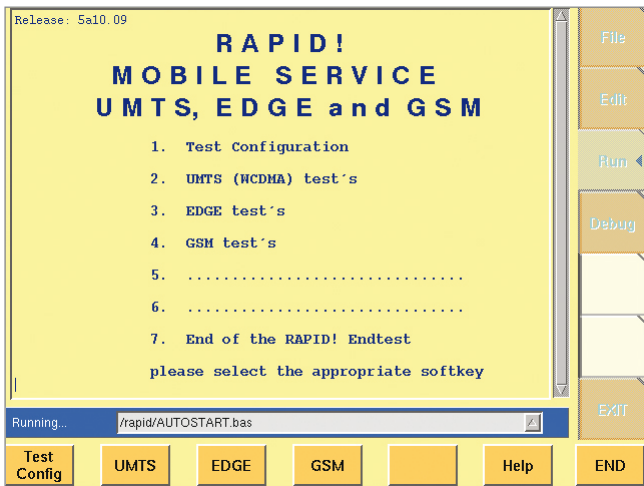 Release: 5a10.09
RAPID!
MOBILE SERVICE
UMTS, EDGE and GSM
1. Test Configuration
2. UMTS (WCDMA) test´s
3. EDGE test´s
4. GSM test´s
5. ...............................
6. ...............................
7. End of the RAPID! Endtest
please select the appropriate softkey
File
Edit
Run
Debug
EXIT
Running... /rapid/AUTOSTART.bas
Test Config
UMTS
EDGE
GSM
Help
END